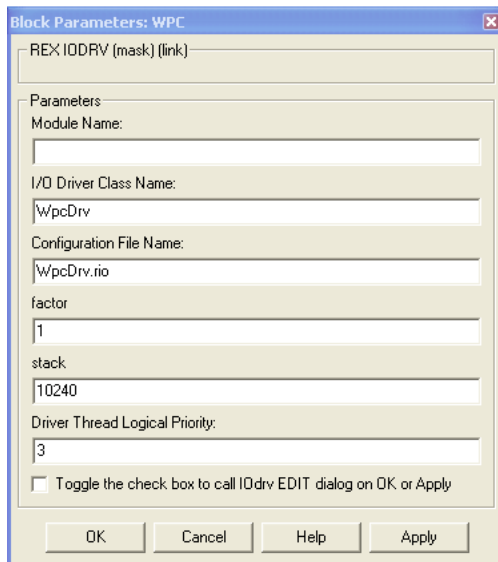 Block Parameters: WPC
REX IODRV (mask) (link)
Parameters
Module Name:
I/O Driver Class Name:
WpcDrv
Configuration File Name:
WpcDrv.rio
factor
1
stack
10240
Driver Thread Logical Priority:
3
Toggle the check box to call IOdrv EDIT dialog on OK or Apply
OK Cancel Help Apply